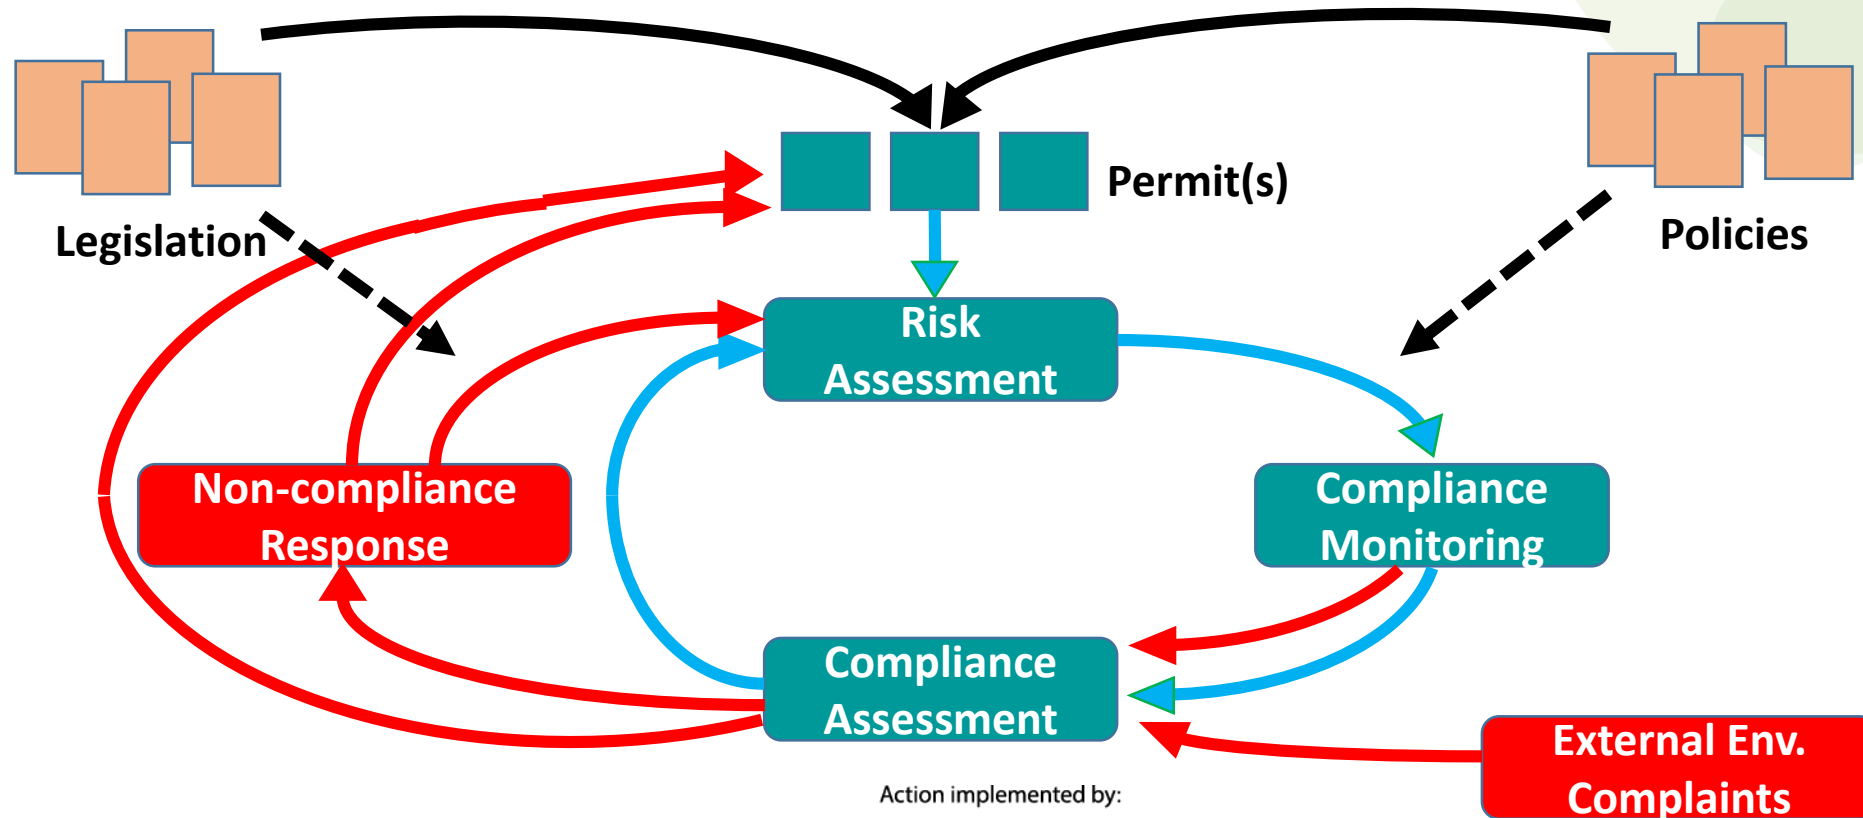 Permit(s)
Legislation
Policies
Risk
Assessment
Non-compliance
Response
Compliance
Monitoring
Compliance
Assessment
External Env.
Complaints
Action implemented by: